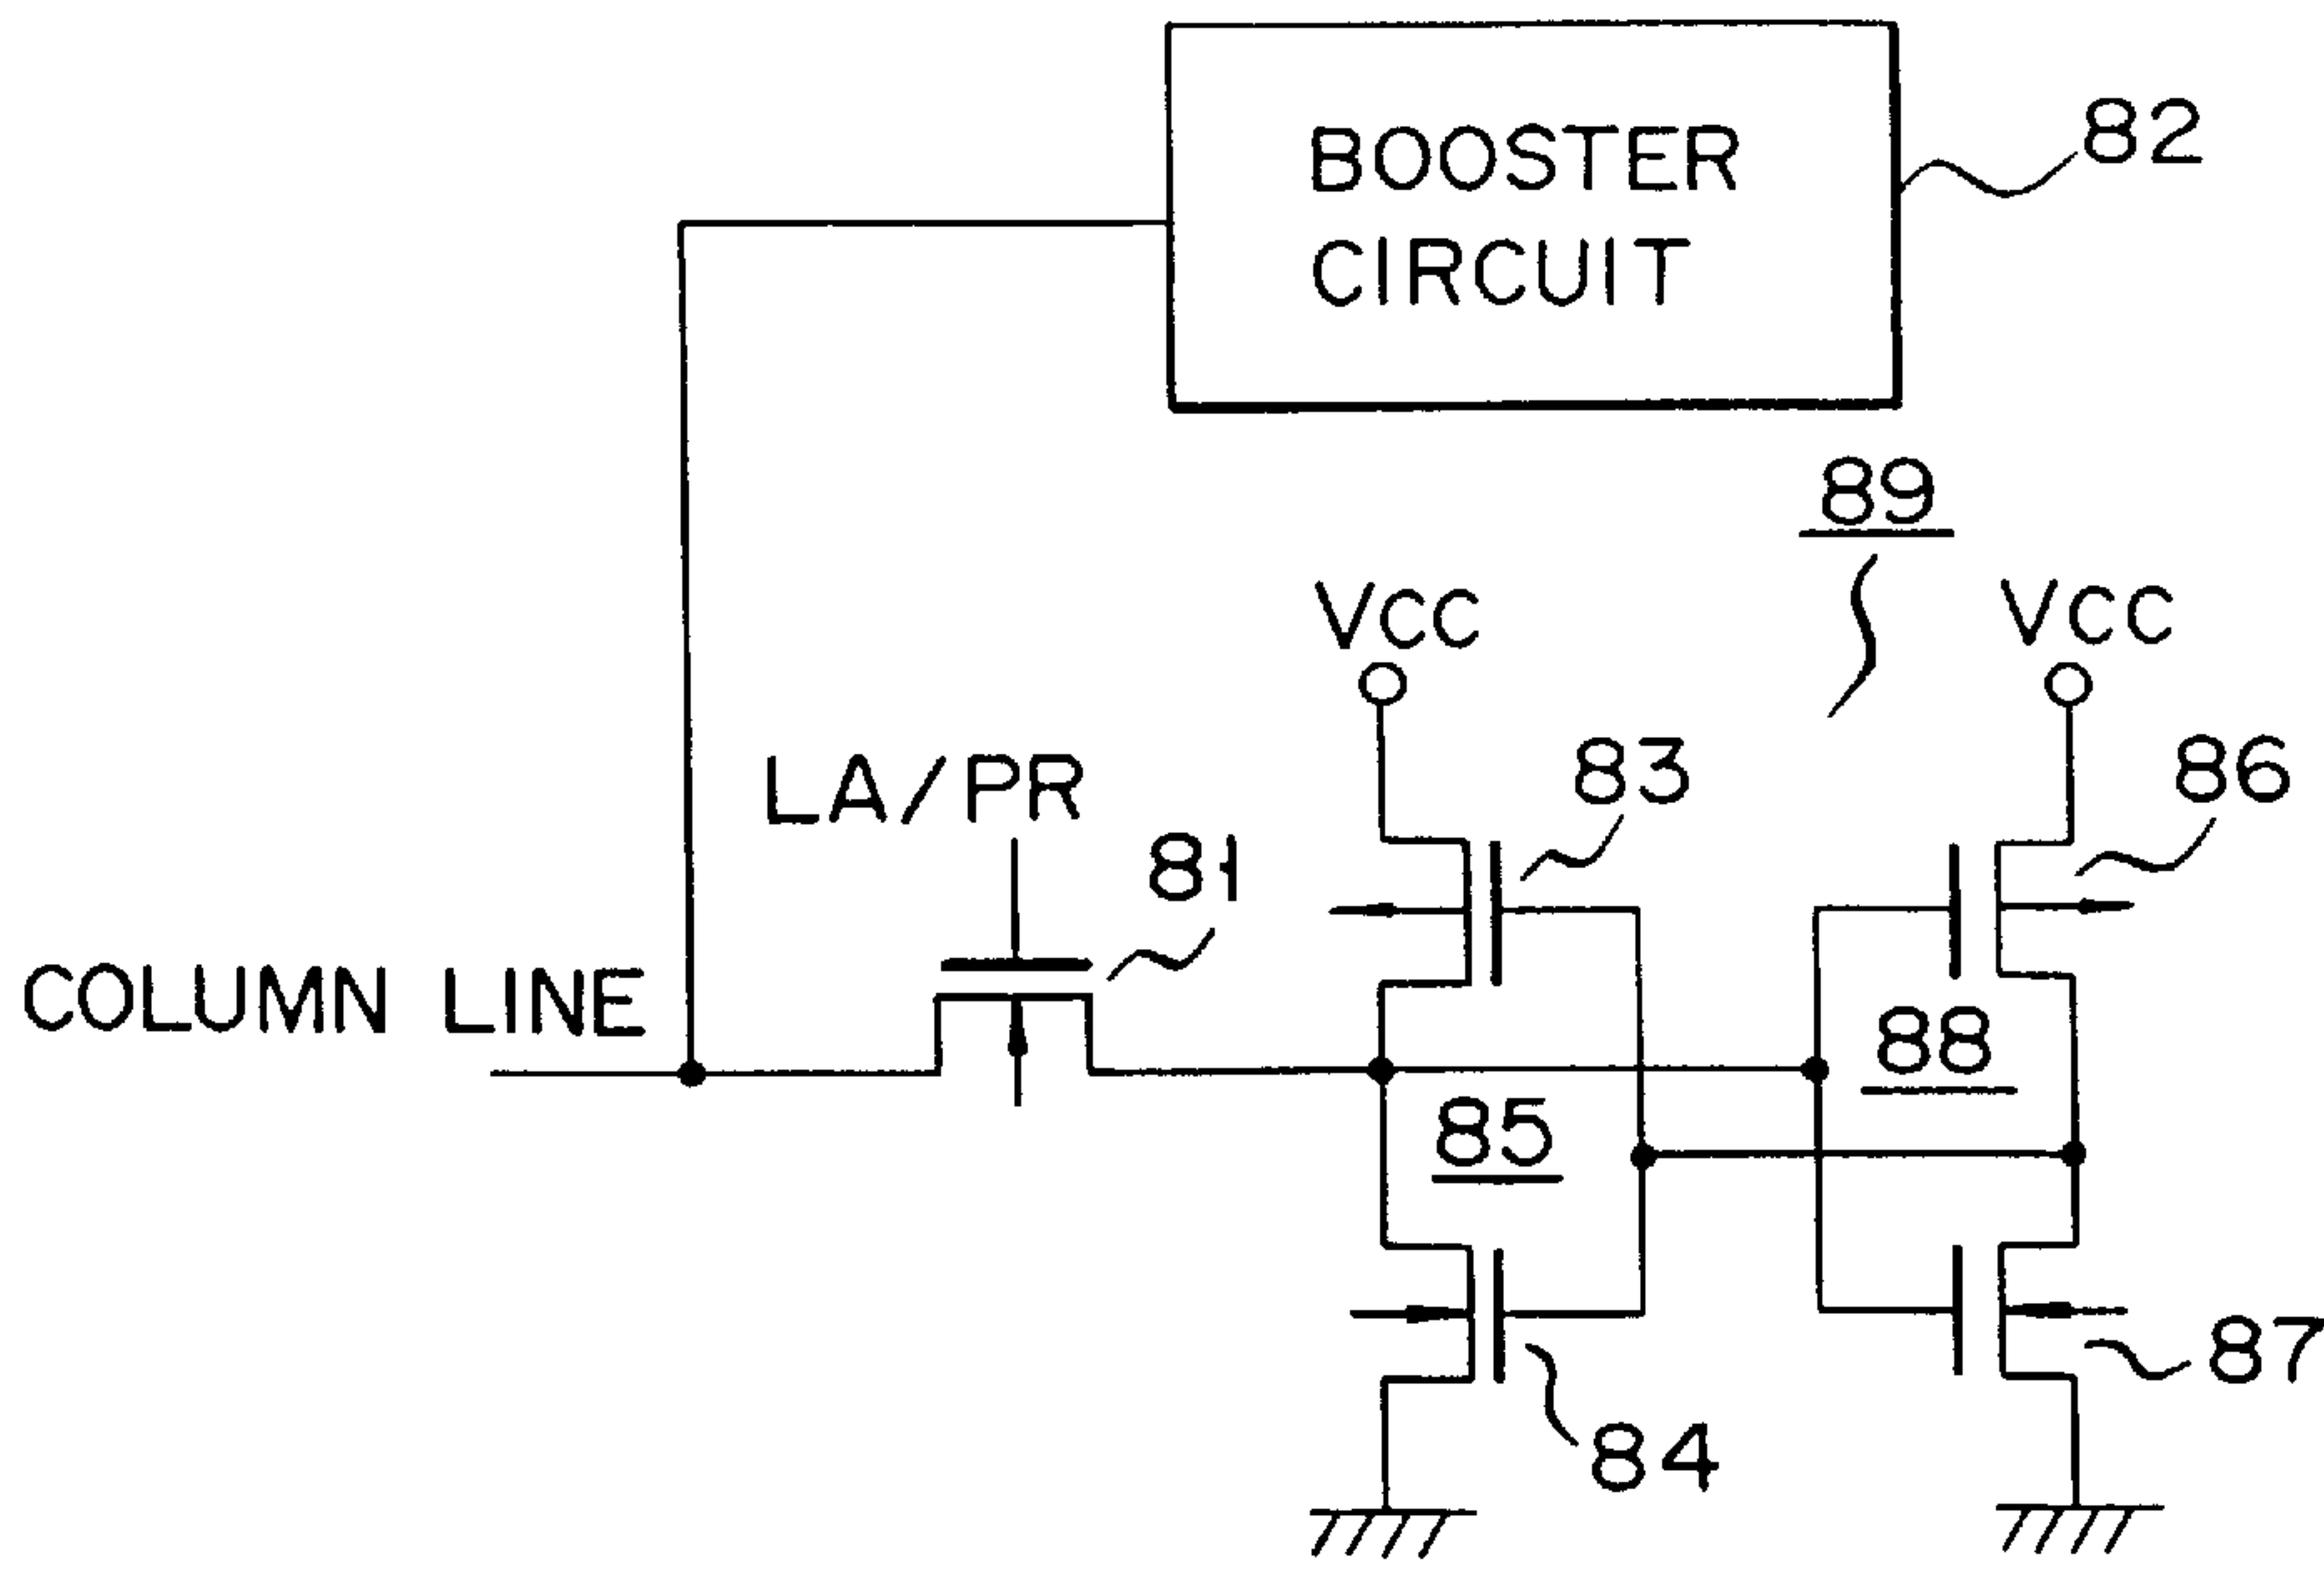 BOOSTER
CIRCUIT
82
89
VCC
VCC
LA/PR
83
86
81
COLUMN LINE
88
85
87
84